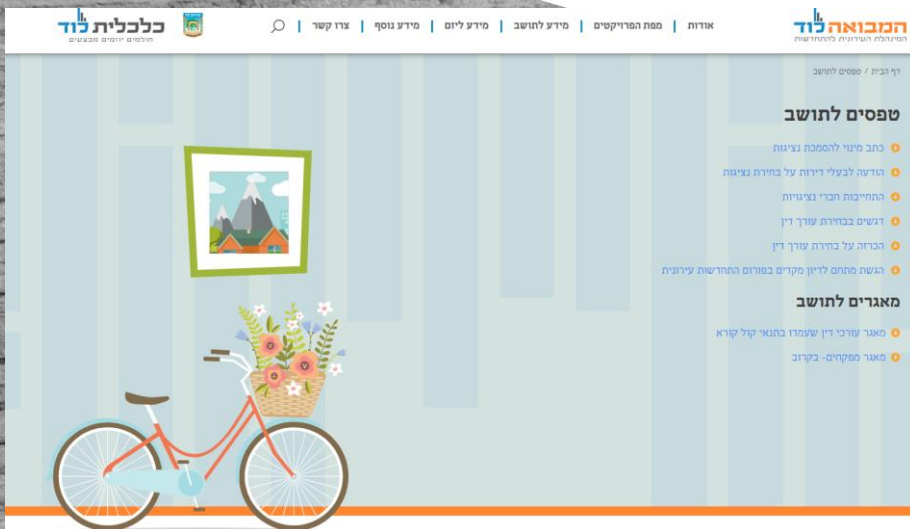 המבואה לוד
המינהלת העירונית להתחדשות
אודות | מפת הפרויקטים | מידע לתושב | מידע ליזם | מידע נוסף | צרו קשר |
כלכלית לוד
חולמים יוזמים מבצעים
דף הבית / טפסים לתושב
טפסים לתושב
כתב מינוי להסמכת נציגות
הודעה לבעלי דירות על בחירת נציגות
התחייבות חברי נציגויות
דגשים בבחירת עורך דין
הכרזה על בחירת עורך דין
הגשת מתחם לדיון מקדים בפורום התחדשות עירונית
מאגרים לתושב
מאגר עורכי דין שעמדו בתנאי קול קורא
מאגר מפקחים- בקרוב